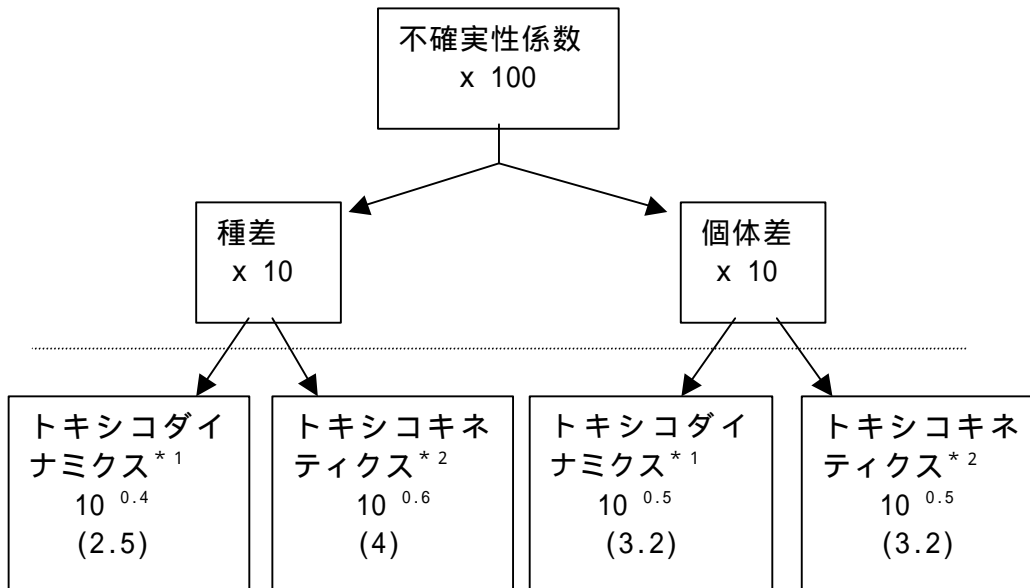 不確実性係数
x 100
種差
x 10
個体差
x 10
トキシコダイ
ナミクス*1
10 0.4
(2.5)
トキシコキネ
ティクス*2
10 0.6
(4)
トキシコダイ
ナミクス*1
10 0.5
(3.2)
トキシコキネ
ティクス*2
10 0.5
(3.2)